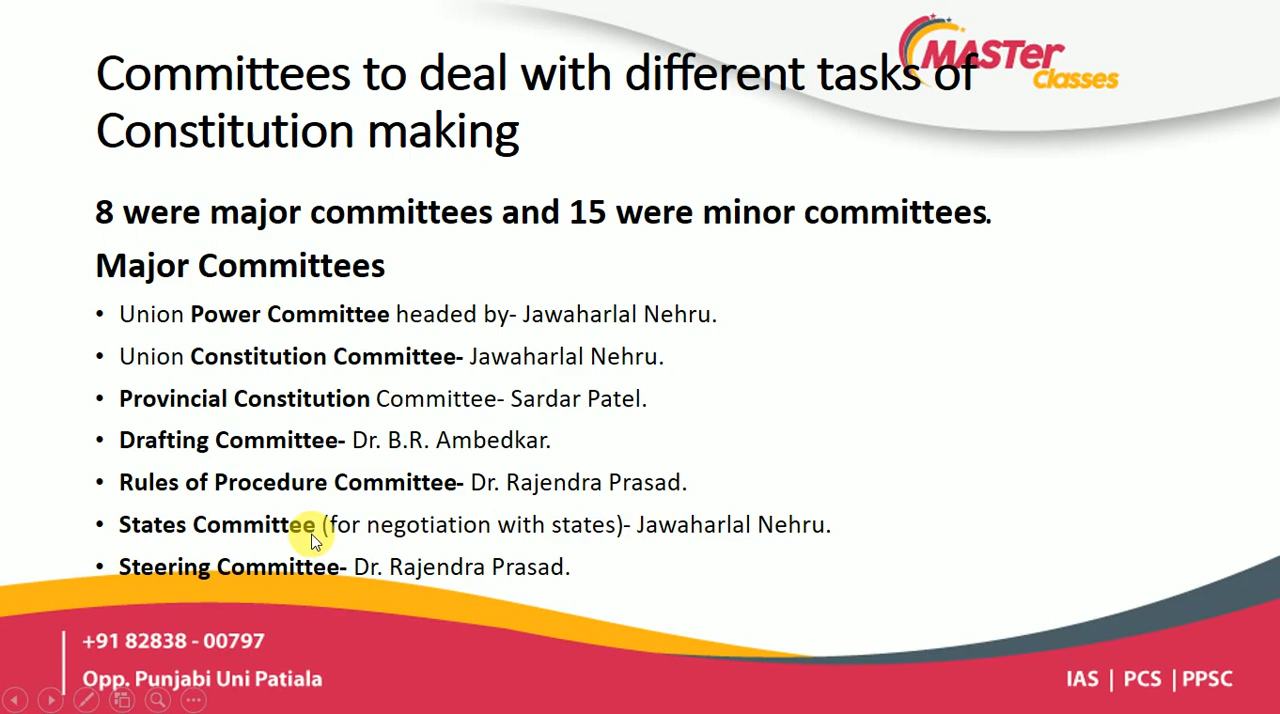 MASTer
Classes
Committees to deal with different tasks of
Constitution making
8 were major committees and 15 were minor committees.
Major Committees
• Union Power Committee headed by- Jawaharlal Nehru.
• Union Constitution Committee- Jawaharlal Nehru.
• Provincial Constitution Committee- Sardar Patel.
• Drafting Committee- Dr. B.R. Ambedkar.
• Rules of Procedure Committee- Dr. Rajendra Prasad.
• States Committee (for negotiation with states)- Jawaharlal Nehru.
• Steering Committee- Dr. Rajendra Prasad.
+91 82838 - 00797
Opp. Punjabi Uni Patiala
IAS | PCS | PPSC